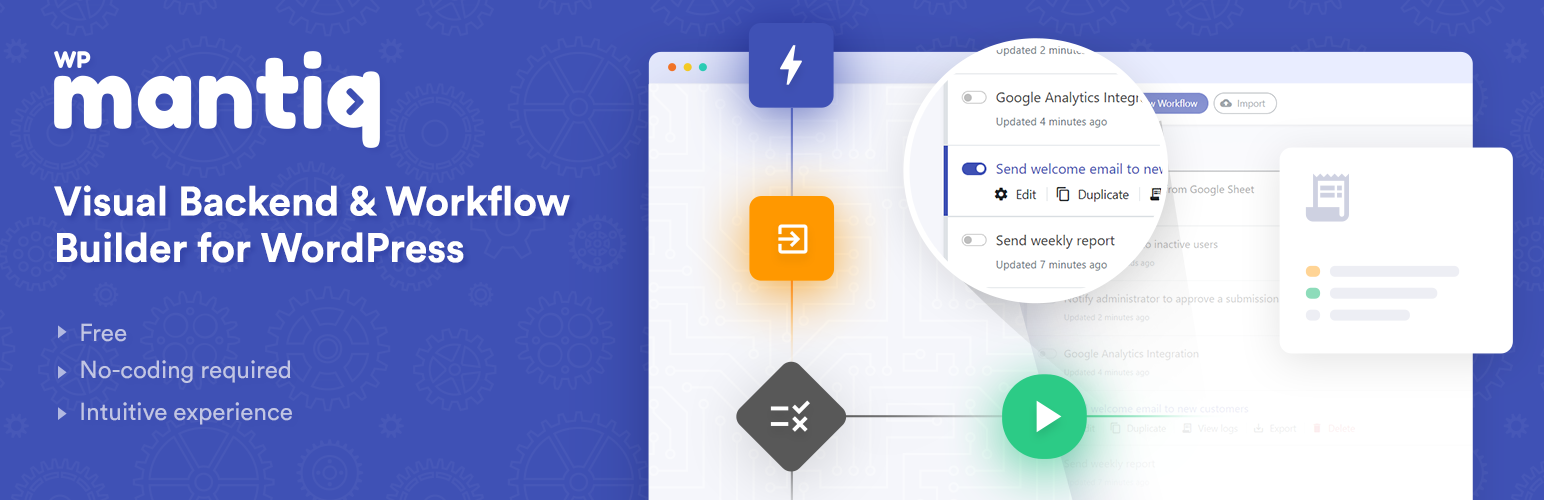 WP
mantiq
Visual Backend & Workflow
Builder for WordPress
Free
No-coding required
Intuitive experience
Updated 2 minutes
Google Analytics Integr
Updated 4 minutes ago
Send welcome email to new
Edit
Duplicate
Send weekly report
Updated 7 minutes ago
Workflow
Import
from Google Sheet
to inactive users
ago
Notify administrator to approve a submission
Updated 2 minutes ago
Google Analytics Integration
Updated 4 minutes ago
welcome email to new customers
Duplicate
View logs
Export
Delete
weekly report